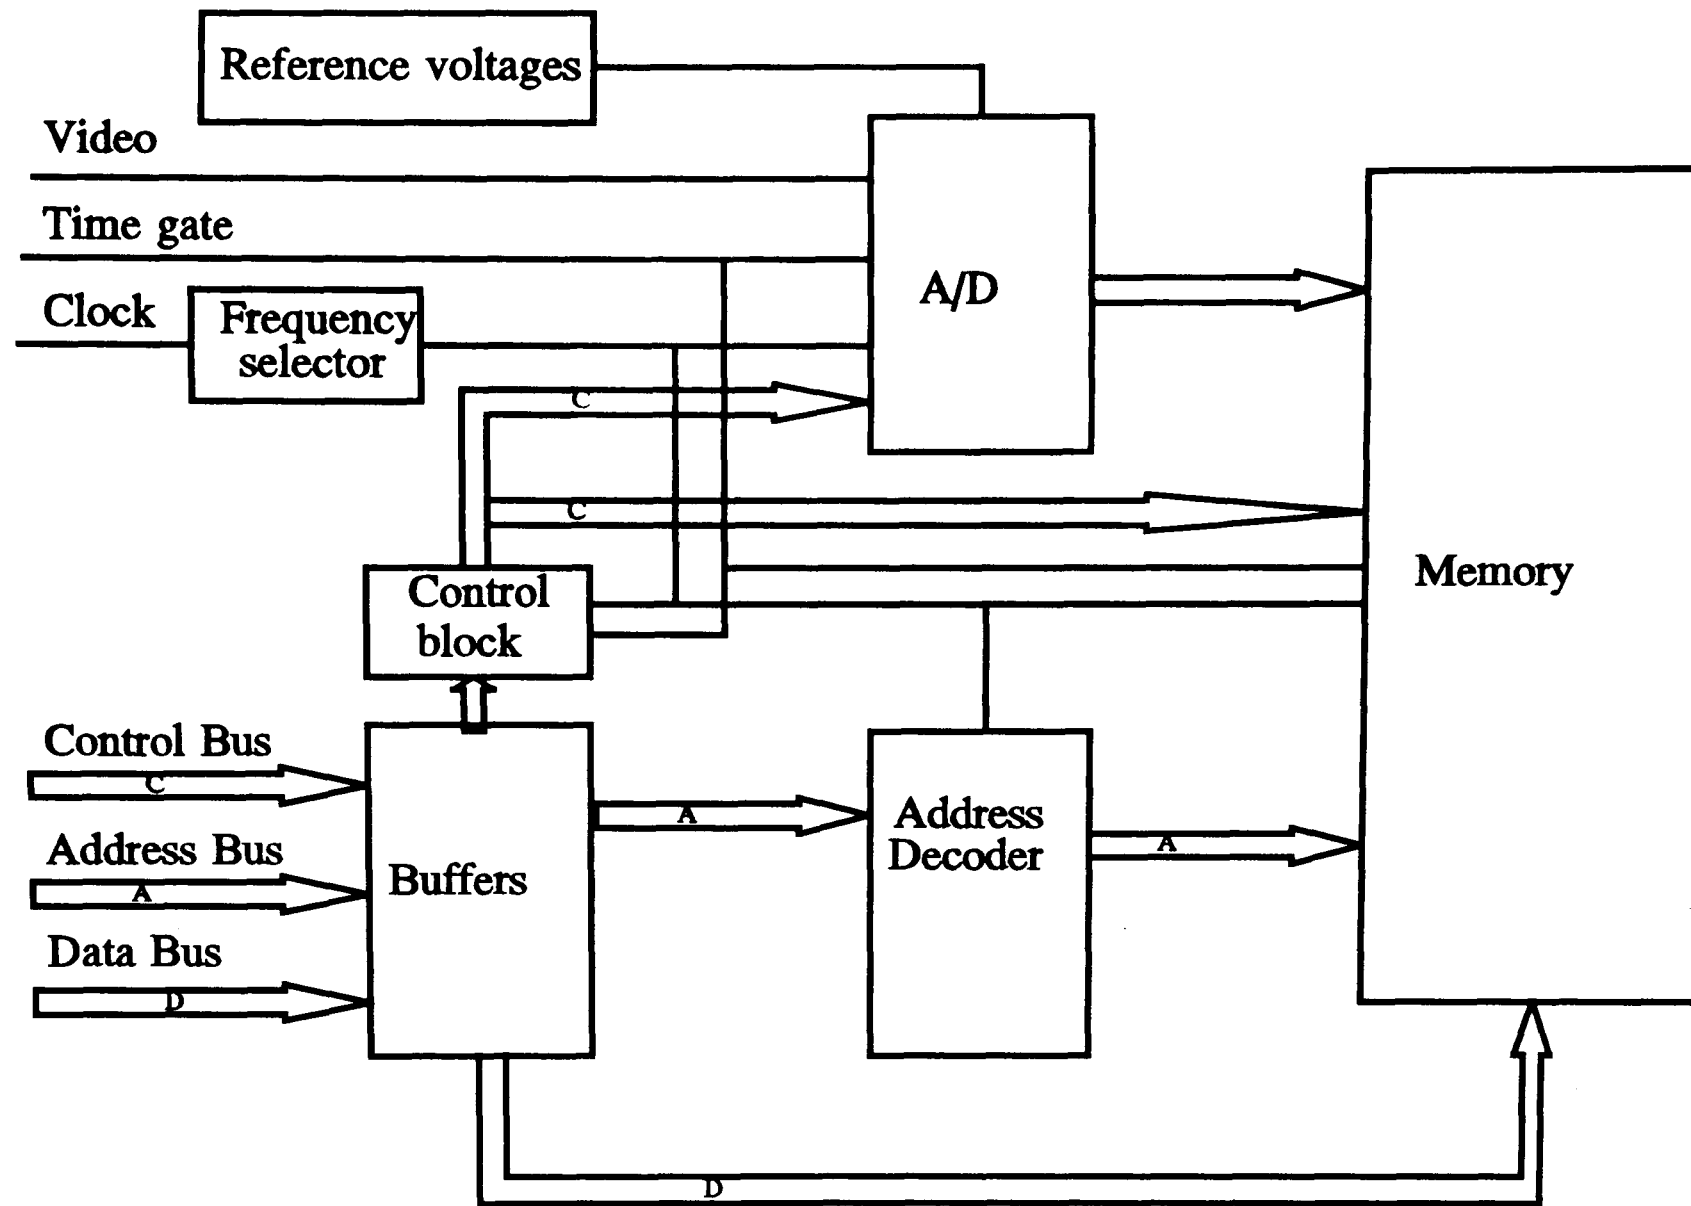 Reference voltages
Video
Time gate
Clock
Frequency
selector
A/D
C
C
Control
block
Memory
Control Bus
C
A
Address
Decoder
A
Address Bus
A
Buffers
Data Bus
D
D